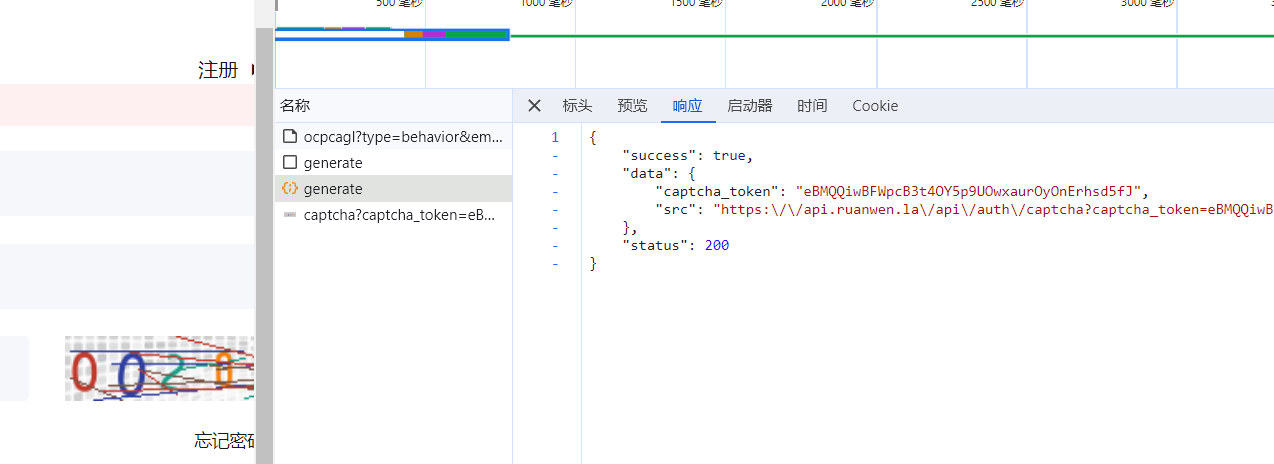 500 毫秒 1000 毫秒 1500 毫秒 2000 毫秒 2500 毫秒 3000 毫秒
注册
名称
标头 预览 响应 启动器 时间 Cookie
ocpcagl?type=behavior&em...
generate
generate
captcha?captcha_token=eB...
1 {
"success": true,
"data": {
"captcha_token": "eBMQQiwBFWpcB3t4OY5p9UOwxaurOyOnErhsd5fJ",
"src": "https:\/\/api.ruanwen.la\/api\/auth\/captcha?captcha_token=eBMQQiwB
},
"status": 200
}
忘记密码